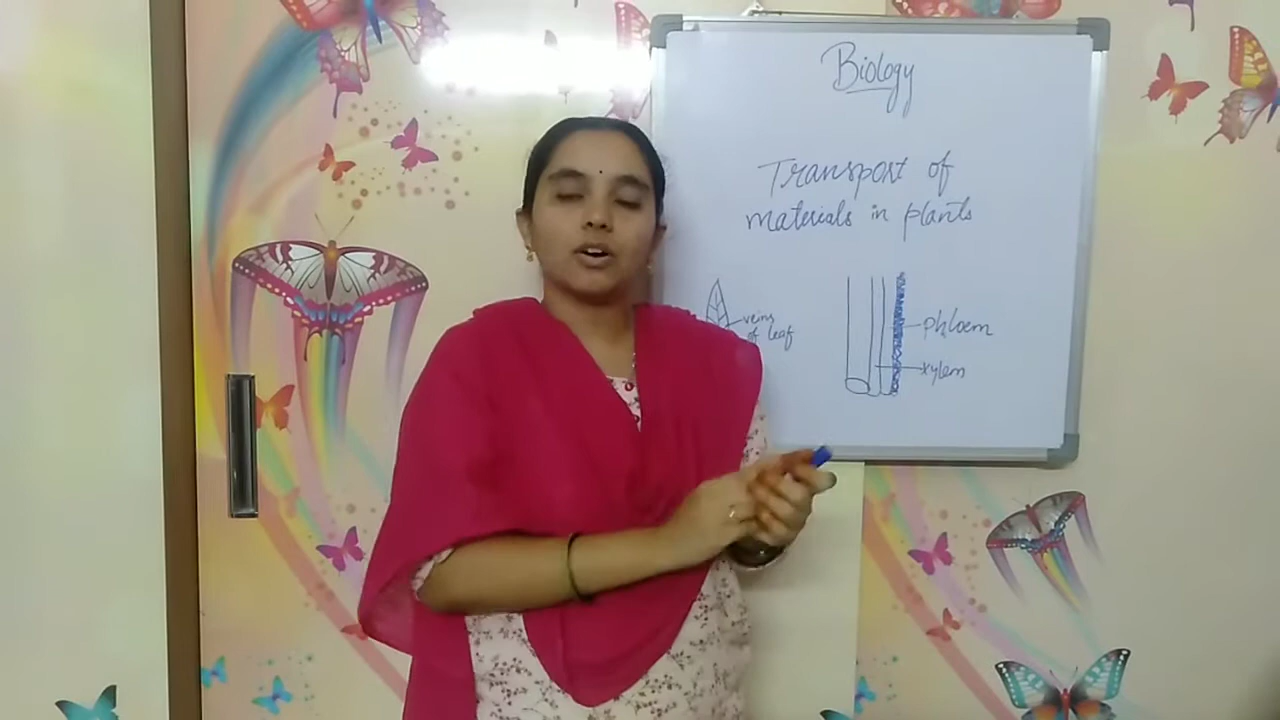 Biology
Transport of
materials in plants
veins
of leaf
phloem
xylem